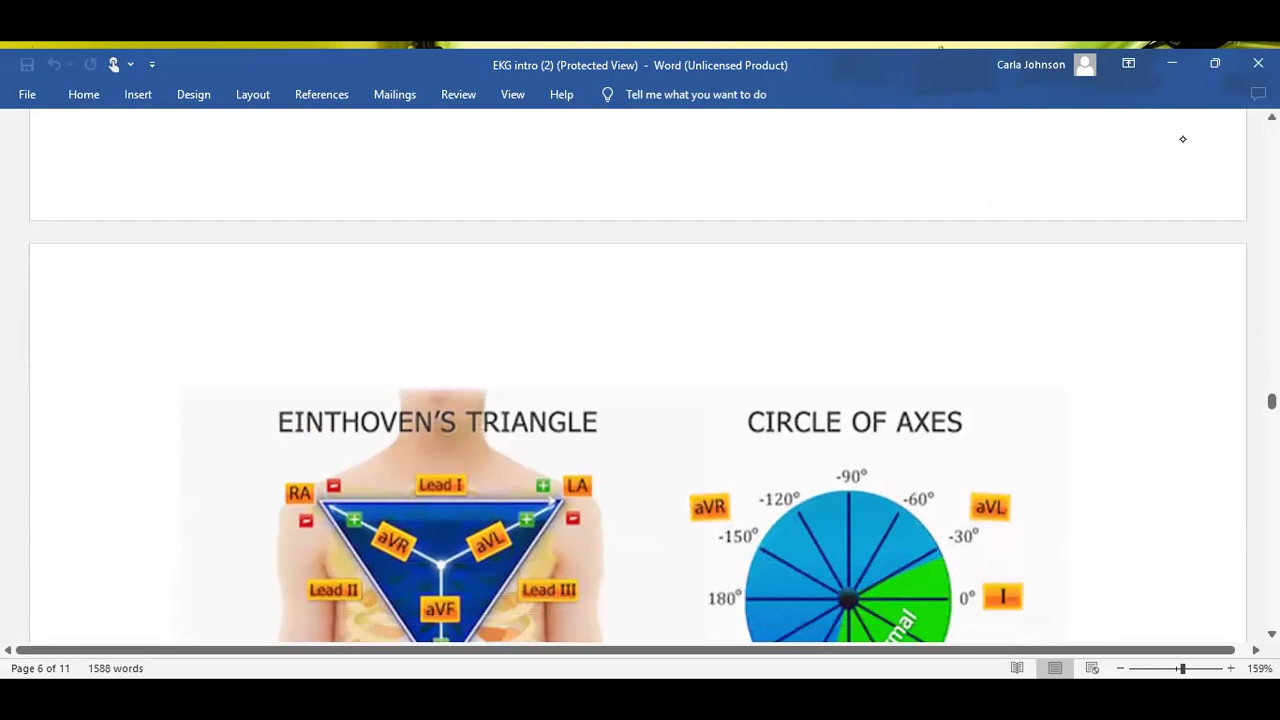 EKG intro (2) (Protected View) - Word (Unlicensed Product)
Carla Johnson
File Home Insert Design Layout References Mailings Review View Help Tell me what you want to do
EINTHOVEN'S TRIANGLE
RA
Lead I
LA
aVR
aVL
Lead II
Lead III
aVF
CIRCLE OF AXES
-90°
-120°
-60°
aVR
aVL
-150°
-30°
180°
0°
I
Page 6 of 11 1588 words
159%